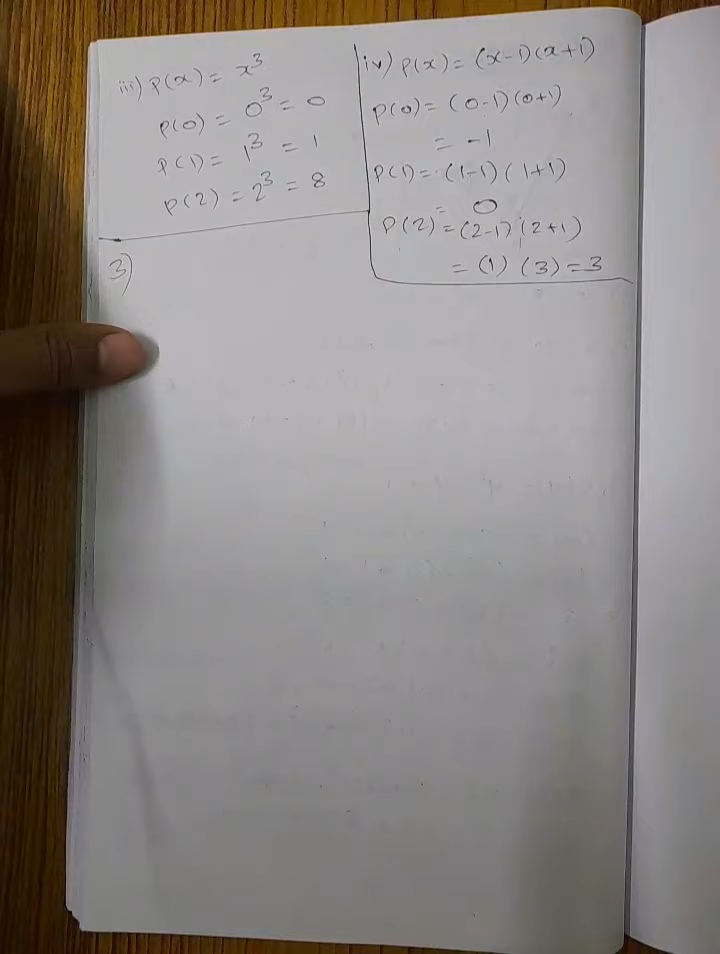 iii) P(x) = x³
P(0) = 0³ = 0
P(1) = 1³ = 1
P(2) = 2³ = 8
iv) P(x) = (x-1)(x+1)
P(0) = (0-1)(0+1)
= -1
P(1) = (1-1)(1+1)
= 0
P(2) = (2-1)(2+1)
= (1) (3) = 3
3)